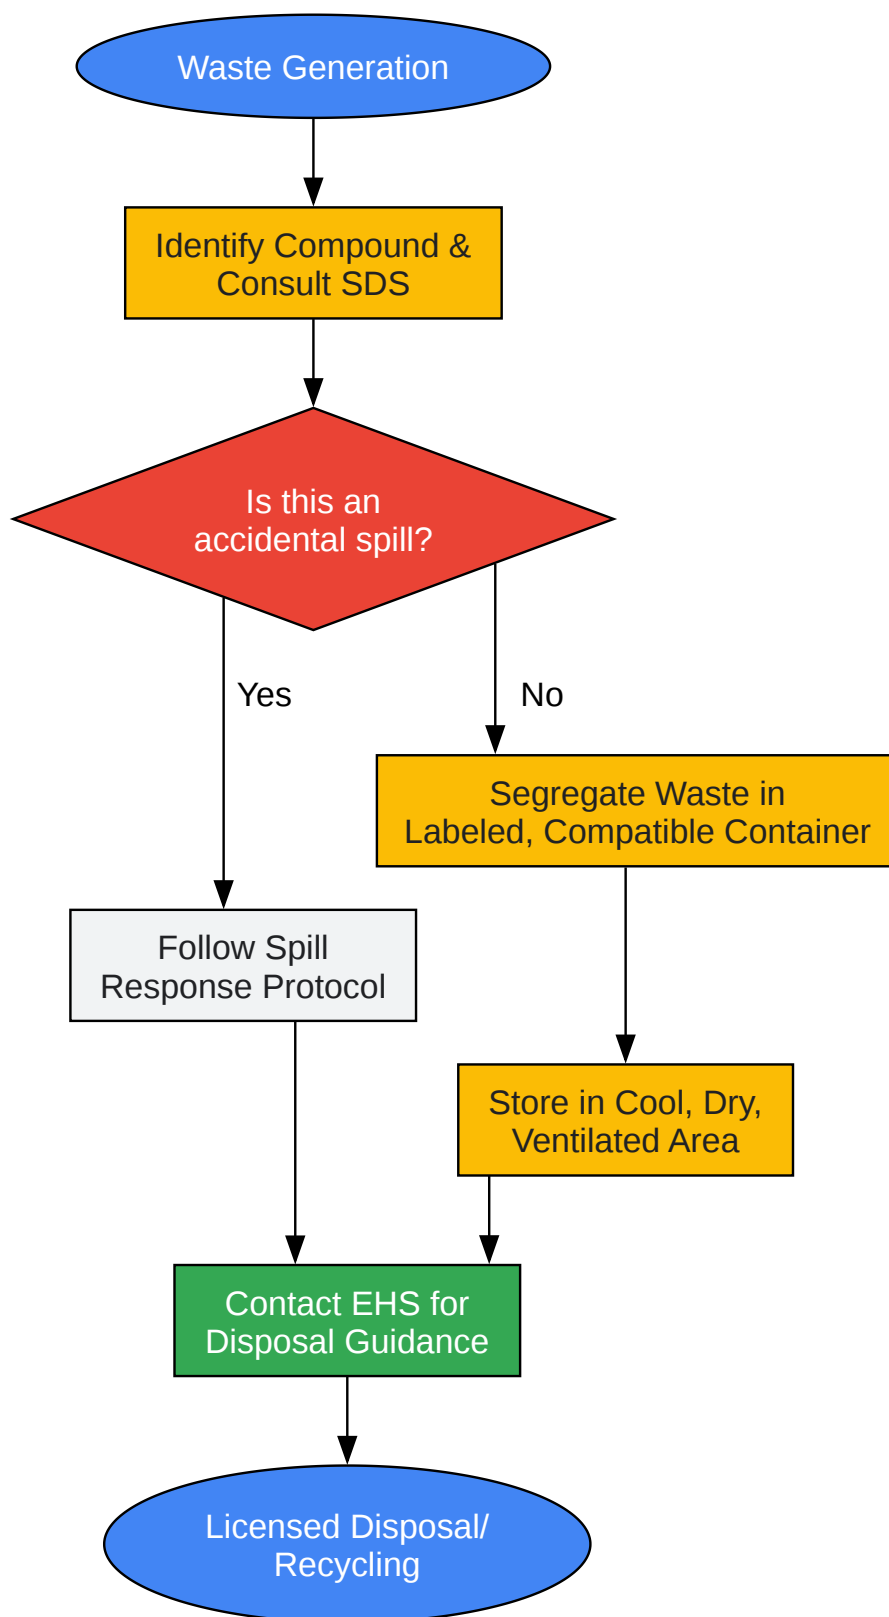 Waste Generation
Identify Compound &
Consult SDS
Is this an
accidental spill?
Yes
No
Segregate Waste in
Labeled, Compatible Container
Follow Spill
Response Protocol
Store in Cool, Dry,
Ventilated Area
Contact EHS for
Disposal Guidance
Licensed Disposal/
Recycling